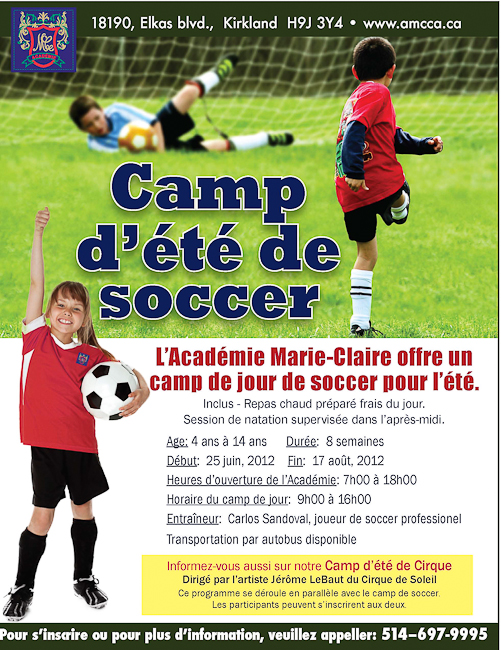 18190, Elkas blvd., Kirkland H9J 3Y4 • www.amcca.ca
Camp
d'été de
soccer
L'Académie Marie-Claire offre un
camp de jour de soccer pour l'été.
Inclus - Repas chaud préparé frais du jour.
Session de natation supervisée dans l'après-midi.
Age: 4 ans à 14 ans Durée: 8 semaines
Début: 25 juin, 2012 Fin: 17 août, 2012
Heures d'ouverture de l'Académie: 7h00 à 18h00
Horaire du camp de jour: 9h00 à 16h00
Entraîneur: Carlos Sandoval, joueur de soccer professionel
Transportation par autobus disponible
Informez-vous aussi sur notre Camp d'été de Cirque
Dirigé par l'artiste Jérôme LeBaut du Cirque de Soleil
Ce programme se déroule en parallèle avec le camp de soccer.
Les participants peuvent s'inscrirent aux deux.
Pour s'inscrire ou pour plus d'information, veuillez appeler: 514-697-9995